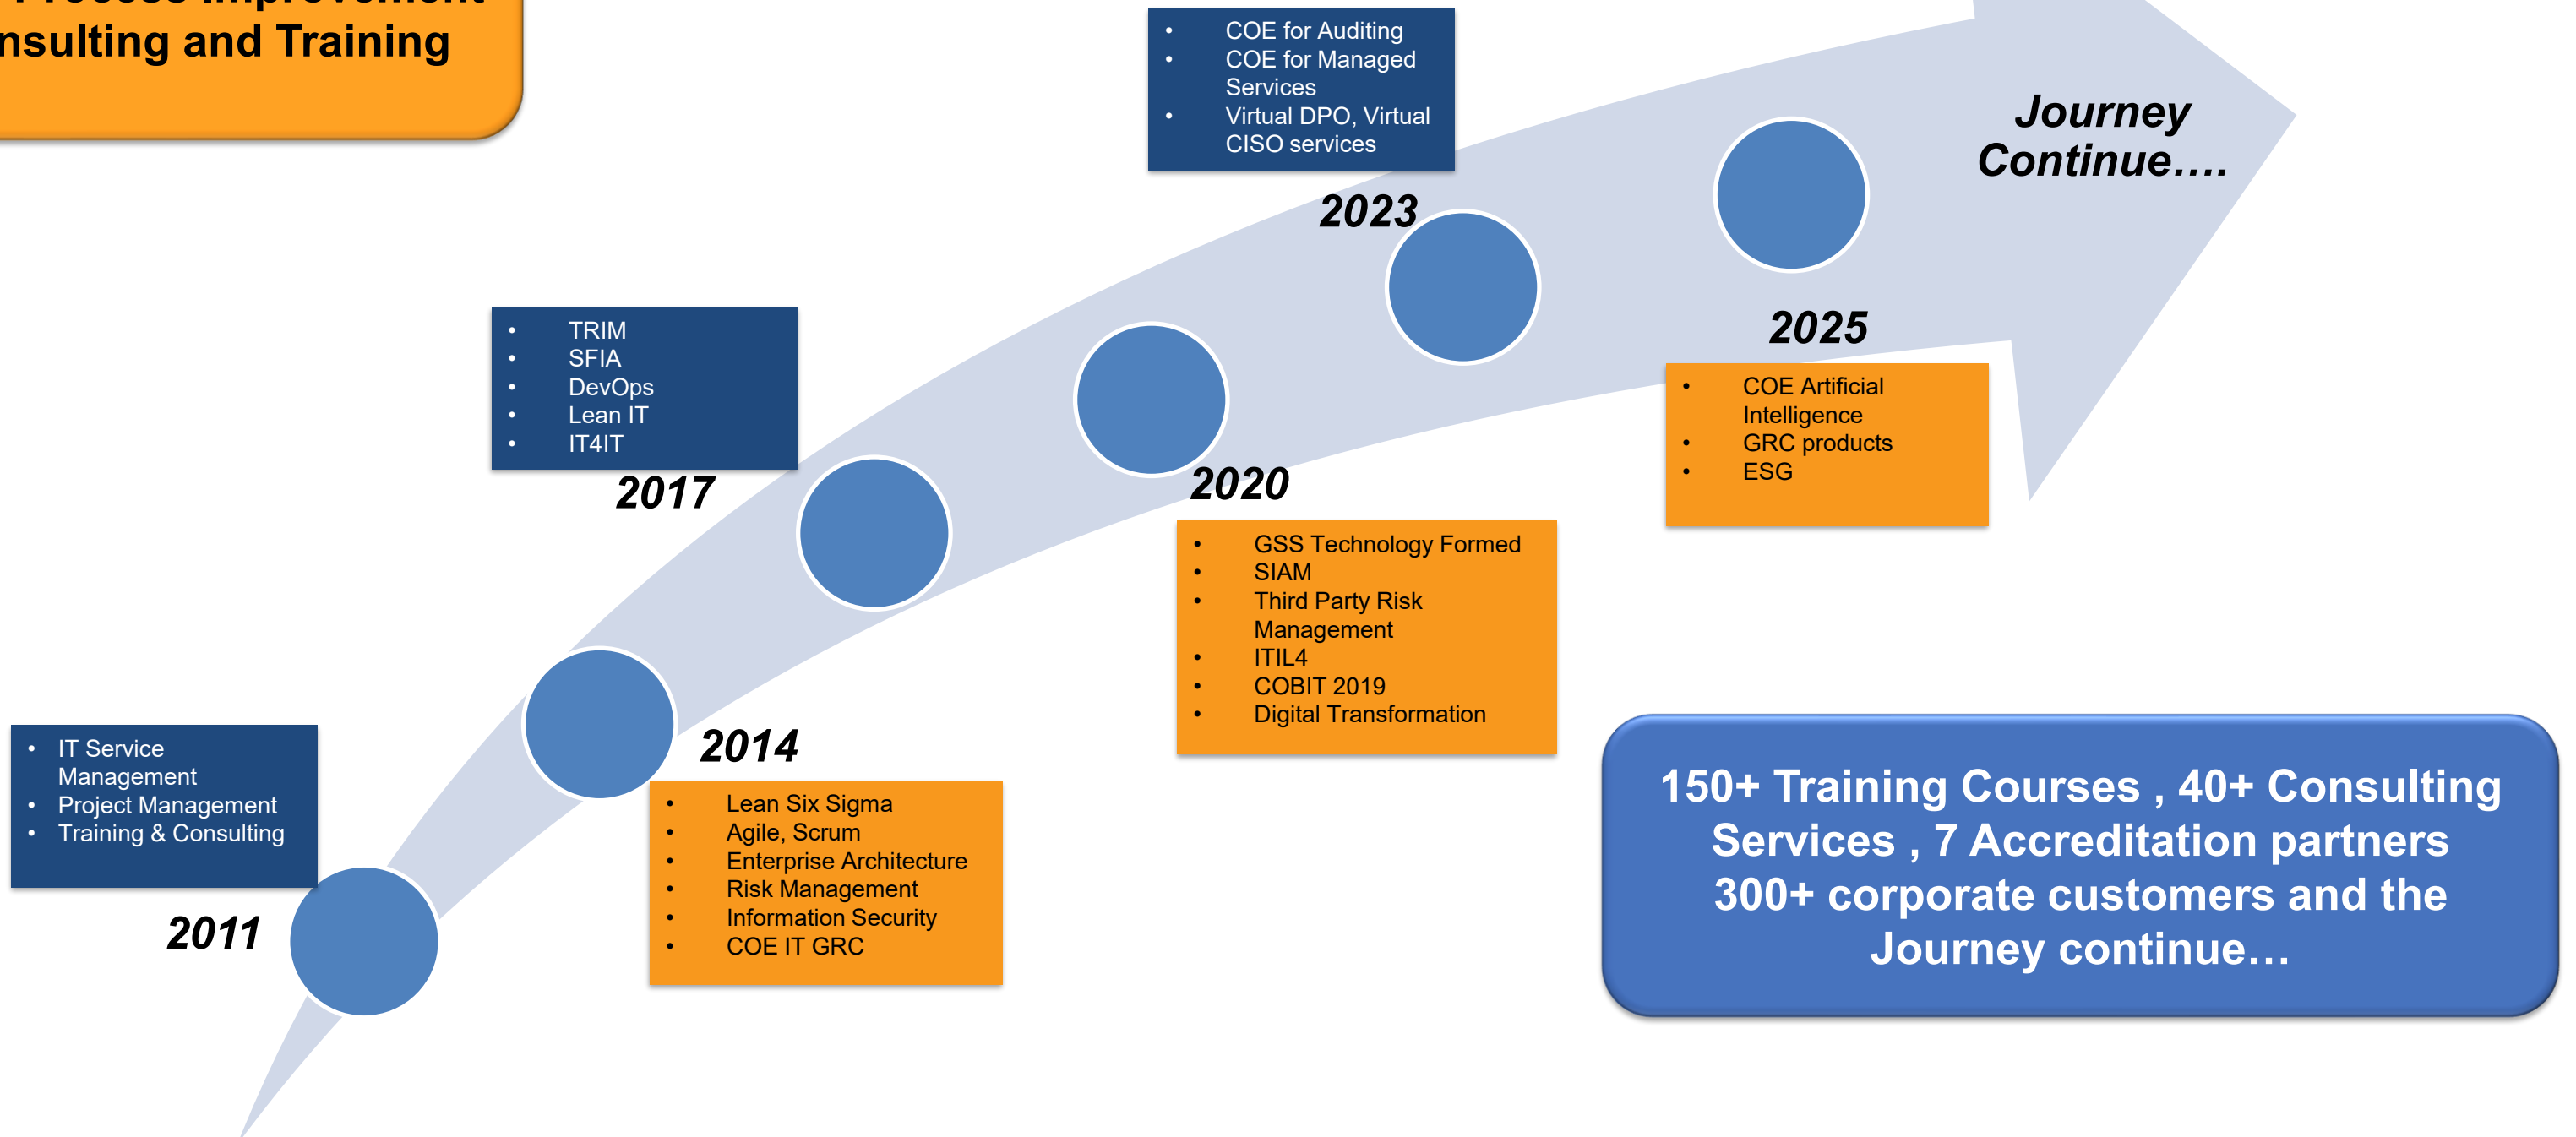 Process Improvement
nsulting and Training
• COE for Auditing
• COE for Managed
Services
• Virtual DPO, Virtual
CISO services
2023
Journey
Continue....
2025
• COE Artificial
Intelligence
• GRC products
• ESG
• TRIM
• SFIA
• DevOps
• Lean IT
• IT4IT
2017
2020
• GSS Technology Formed
• SIAM
• Third Party Risk
Management
• ITIL4
• COBIT 2019
• Digital Transformation
2014
• Lean Six Sigma
• Agile, Scrum
• Enterprise Architecture
• Risk Management
• Information Security
• COE IT GRC
• IT Service
Management
• Project Management
• Training & Consulting
2011
150+ Training Courses , 40+ Consulting
Services , 7 Accreditation partners
300+ corporate customers and the
Journey continue…